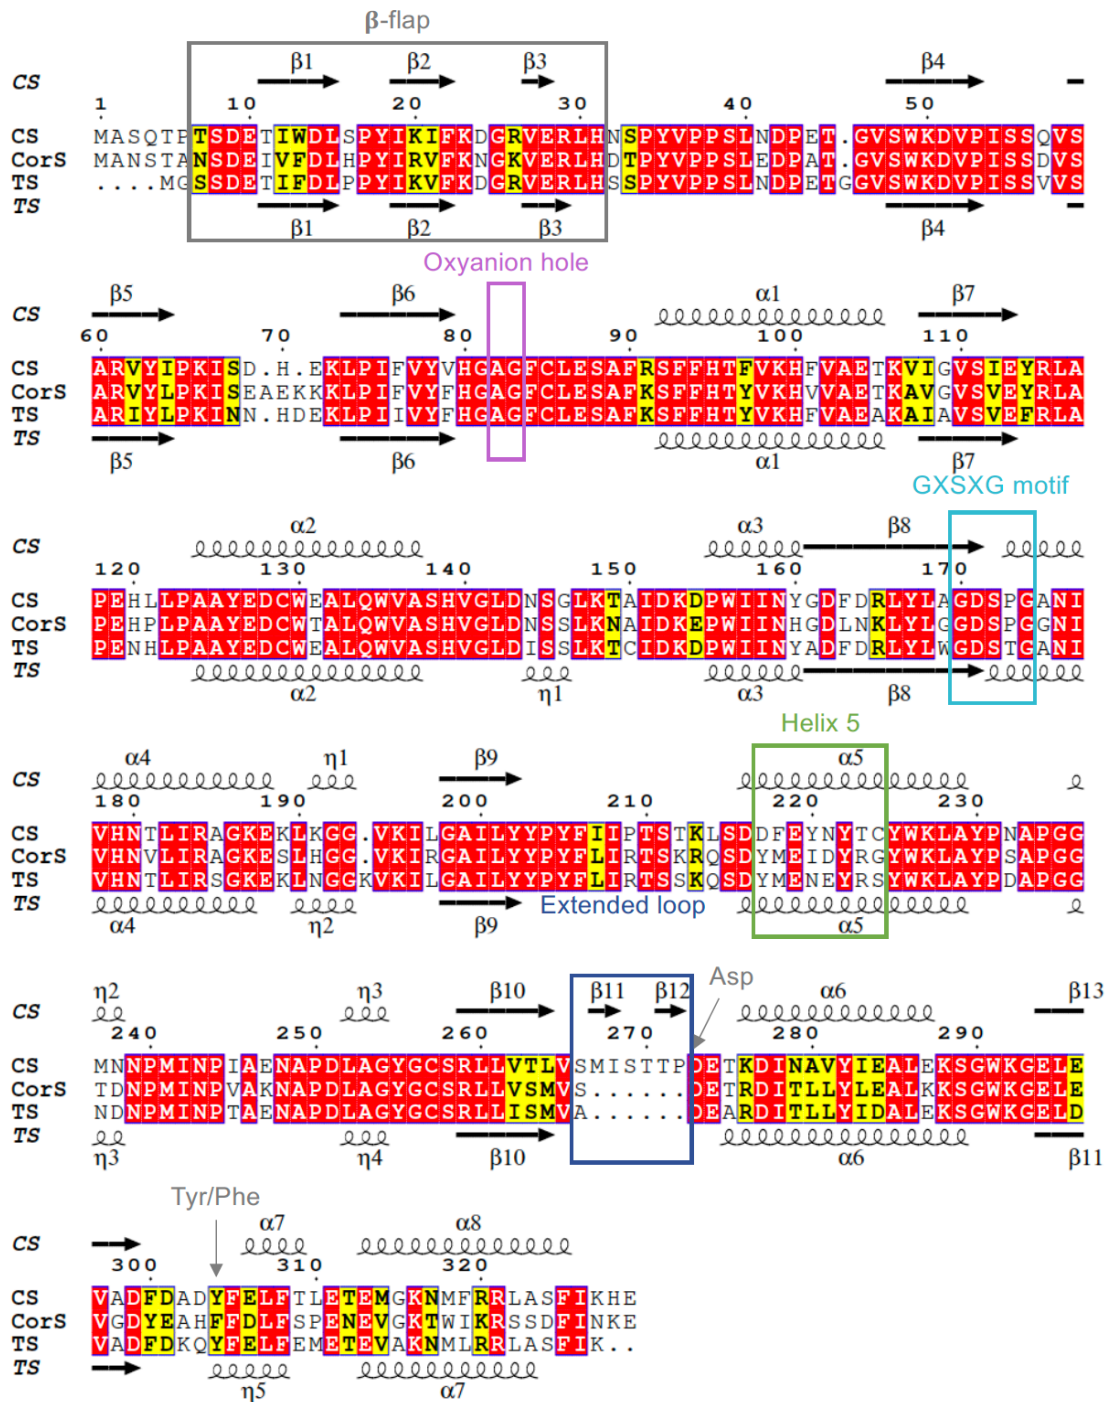 β-flap
β1 β2 β3 β4
CS
1 10 20 30 40 50
CS MASQTPTSDETIWDLSPYIKIFKDGRVERLHNSPYVPPSLNDPET.GVSWKDVPISSQVS
CorS MANSTANSDEIVFDLHPYIRVFKNGKVERLHDTPYVPPSLEDPAT.GVSWKDVPISSDVS
TS ....MGSSDETIFDLPPYIKVFKDGRVERLHSSPYVPPSLNDPETGGVSWKDVPISSVVS
TS
β1 β2 β3 β4
Oxyanion hole
β5 β6 α1 β7
CS
60 70 80 90 100 110
CS ARVYIPKISD.H.EKLPIFVYVHGAGFCLESAFRSFFHTFVKHFVAETKVIGVSIEYRLA
CorS ARVYLPKISEAEKKKLPIFVYFHGAGFCLESAFKSFFHTYVKHVVAETKAVGVSVEYRLA
TS ARIYLPKINN.HDEKLPIIVYFHGAGFCLESAFKSFFHTYVKHFVAEAKAIAVSVEFRLA
TS
β5 β6 α1 β7
GXSXG motif
α2 α3 β8
CS
120 130 140 150 160 170
CS PEHLLPAAYEDCWEALQWVASHVGLDNSGLKTAIDKDPWIINYGDFDRLYLAGDSPGANI
CorS PEHPLPAAYEDCWTALQWVASHVGLDNSSLKNAIDKEPWIINHGDLNKLYLGGDSPGGNI
TS PENHLPAAYEDCWEALQWVASHVGLDISSLKTCIDKDPWIINYADFDRLYLWGDSTGANI
TS
α2 η1 α3 β8
Helix 5
α4 η1 β9 α5
CS
180 190 200 210 220 230
CS VHNTLIRAGKEKLKGG.VKILGAILYYPYFIIPTSTKLSDDFEYNYTCYWKLAYPNAPGG
CorS VHNVLIRAGKESLHGG.VKIRGAILYYPYFLIRTSKRQSDYMEIDYRGYWKLAYPSAPGG
TS VHNTLIRSGKEKLNGGKVKILGAILYYPYFLIRTSSKQSDYMENEYRSYWKLAYPDAPGG
TS
α4 η2 β9 Extended loop α5
Asp
η2 η3 β10 β11 β12 α6 β13
CS
240 250 260 270 280 290
CS MNNPMINPIAENAPDLAGYGCSRLLVTLVSMISTTPDETKDINAVYIEALEKSGWKGELE
CorS TDNPMINPVAKNAPDLAGYGCSRLLVSMVS......DETRDITLLYLEALKKSGWKGELE
TS NDNPMINPTAENAPDLAGYGCSRLLISMVA......DEARDITLLYIDALEKSGWKGELD
TS
η3 η4 β10 α6 β11
Tyr/Phe
α7 α8
CS
300 310 320
CS VADFDADYFELFTLETEMGKNMFRRLASFIKHE
CorS VGDYEAHFFDLFSPENEVGKTWIKRSSDFINKE
TS VADFDKQYFELFEMETEVAKNMLRRLASFIK..
TS
η5 α7